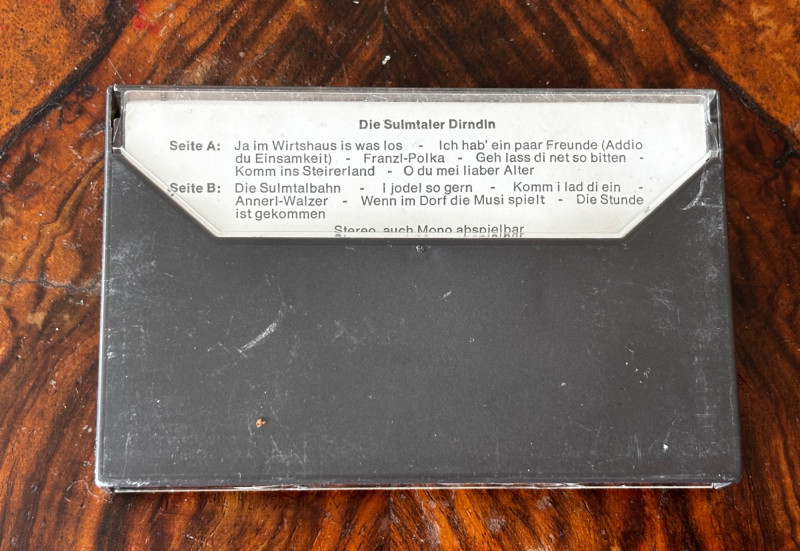 Die Sulmtaler Dirndln
Seite A: Ja im Wirtshaus is was los - Ich hab' ein paar Freunde (Addio
du Einsamkeit) - Franzl-Polka - Geh lass di net so bitten -
Komm ins Steirerland - O du mei liaber Alter
Seite B: Die Sulmtalbahn - I jodel so gern - Komm i lad di ein -
Annerl-Walzer - Wenn im Dorf die Musi spielt - Die Stunde
ist gekommen
Stereo, auch Mono abspielbar